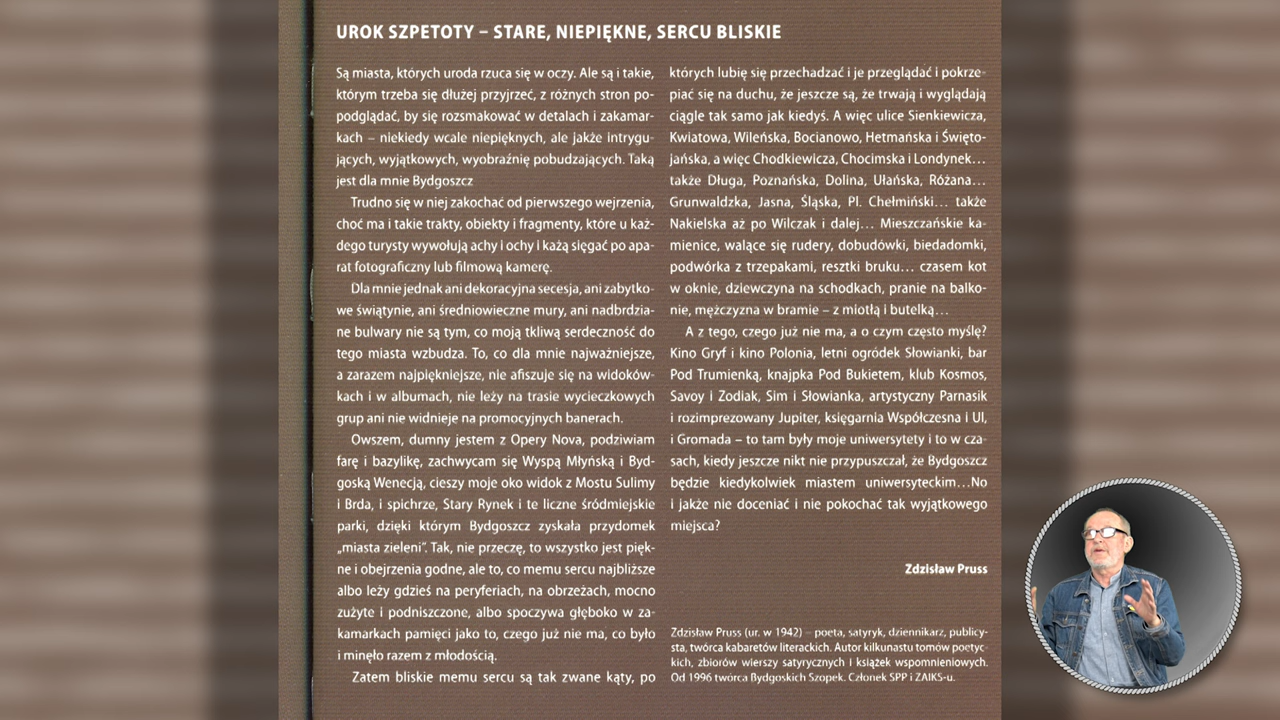 UROK SZPETOTY – STARE, NIEPIĘKNE, SERCU BLISKIE
Są miasta, których uroda rzuca się w oczy. Ale są i takie,
którym trzeba się dłużej przyjrzeć, z różnych stron po-
podglądać, by się rozsmakować w detalach i zakamar-
kach – niekiedy wcale niepięknych, ale jakże intrygu-
jących, wyjątkowych, wyobraźnię pobudzających. Taką
jest dla mnie Bydgoszcz
Trudno się w niej zakochać od pierwszego wejrzenia,
choć ma i takie trakty, obiekty i fragmenty, które u każ-
dego turysty wywołują achy i ochy i każą sięgać po apa-
rat fotograficzny lub filmową kamerę.
Dla mnie jednak ani dekoracyjna secesja, ani zabytko-
we świątynie, ani średniowieczne mury, ani nadbrdzia-
ne bulwary nie są tym, co moją tkliwą serdeczność do
tego miasta wzbudza. To, co dla mnie najważniejsze,
a zarazem najpiękniejsze, nie afiszuje się na widoków-
kach i w albumach, nie leży na trasie wycieczkowych
grup ani nie widnieje na promocyjnych banerach.
Owszem, dumny jestem z Opery Nova, podziwiam
farę i bazylikę, zachwycam się Wyspą Młyńską i Byd-
goską Wenecją, cieszy moje oko widok z Mostu Sulimy
i Brda, i spichrze, Stary Rynek i te liczne śródmiejskie
parki, dzięki którym Bydgoszcz zyskała przydomek
„miasta zieleni”. Tak, nie przeczę, to wszystko jest pięk-
ne i obejrzenia godne, ale to, co memu sercu najbliższe
albo leży gdzieś na peryferiach, na obrzeżach, mocno
zużyte i podniszczone, albo spoczywa głęboko w za-
kamarkach pamięci jako to, czego już nie ma, co było
i minęło razem z młodością.
Zatem bliskie memu sercu są tak zwane kąty, po
których lubię się przechadzać i je przeglądać i pokrze-
piać się na duchu, że jeszcze są, że trwają i wyglądają
ciągle tak samo jak kiedyś. A więc ulice Sienkiewicza,
Kwiatowa, Wileńska, Bocianowo, Hetmańska i Święto-
jańska, a więc Chodkiewicza, Chocimska i Londynek...
także Długa, Poznańska, Dolina, Ułańska, Różana...
Grunwaldzka, Jasna, Śląska, Pl. Chełmiński... także
Nakielska aż po Wilczak i dalej... Mieszczańskie ka-
mienice, walące się rudery, dobudówki, biedadomki,
podwórka z trzepakami, resztki bruku... czasem kot
w oknie, dziewczyna na schodkach, pranie na balko-
nie, mężczyzna w bramie – z miotłą i butelką...
A z tego, czego już nie ma, a o czym często myślę?
Kino Gryf i kino Polonia, letni ogródek Słowianki, bar
Pod Trumienką, knajpka Pod Bukietem, klub Kosmos,
Savoy i Zodiak, Sim i Słowianka, artystyczny Parnasik
i rozimprezowany Jupiter, księgarnia Współczesna i Ul,
i Gromada – to tam były moje uniwersytety i to w cza-
sach, kiedy jeszcze nikt nie przypuszczał, że Bydgoszcz
będzie kiedykolwiek miastem uniwersyteckim...No
i jakże nie doceniać i nie pokochać tak wyjątkowego
miejsca?
Zdzisław Pruss
Zdzisław Pruss (ur. w 1942) – poeta, satyryk, dziennikarz, publicy-
sta, twórca kabaretów literackich. Autor kilkunastu tomów poetyc-
kich, zbiorów wierszy satyrycznych i książek wspomnieniowych.
Od 1996 twórca Bydgoskich Szopek. Członek SPP i ZAIKS-u.